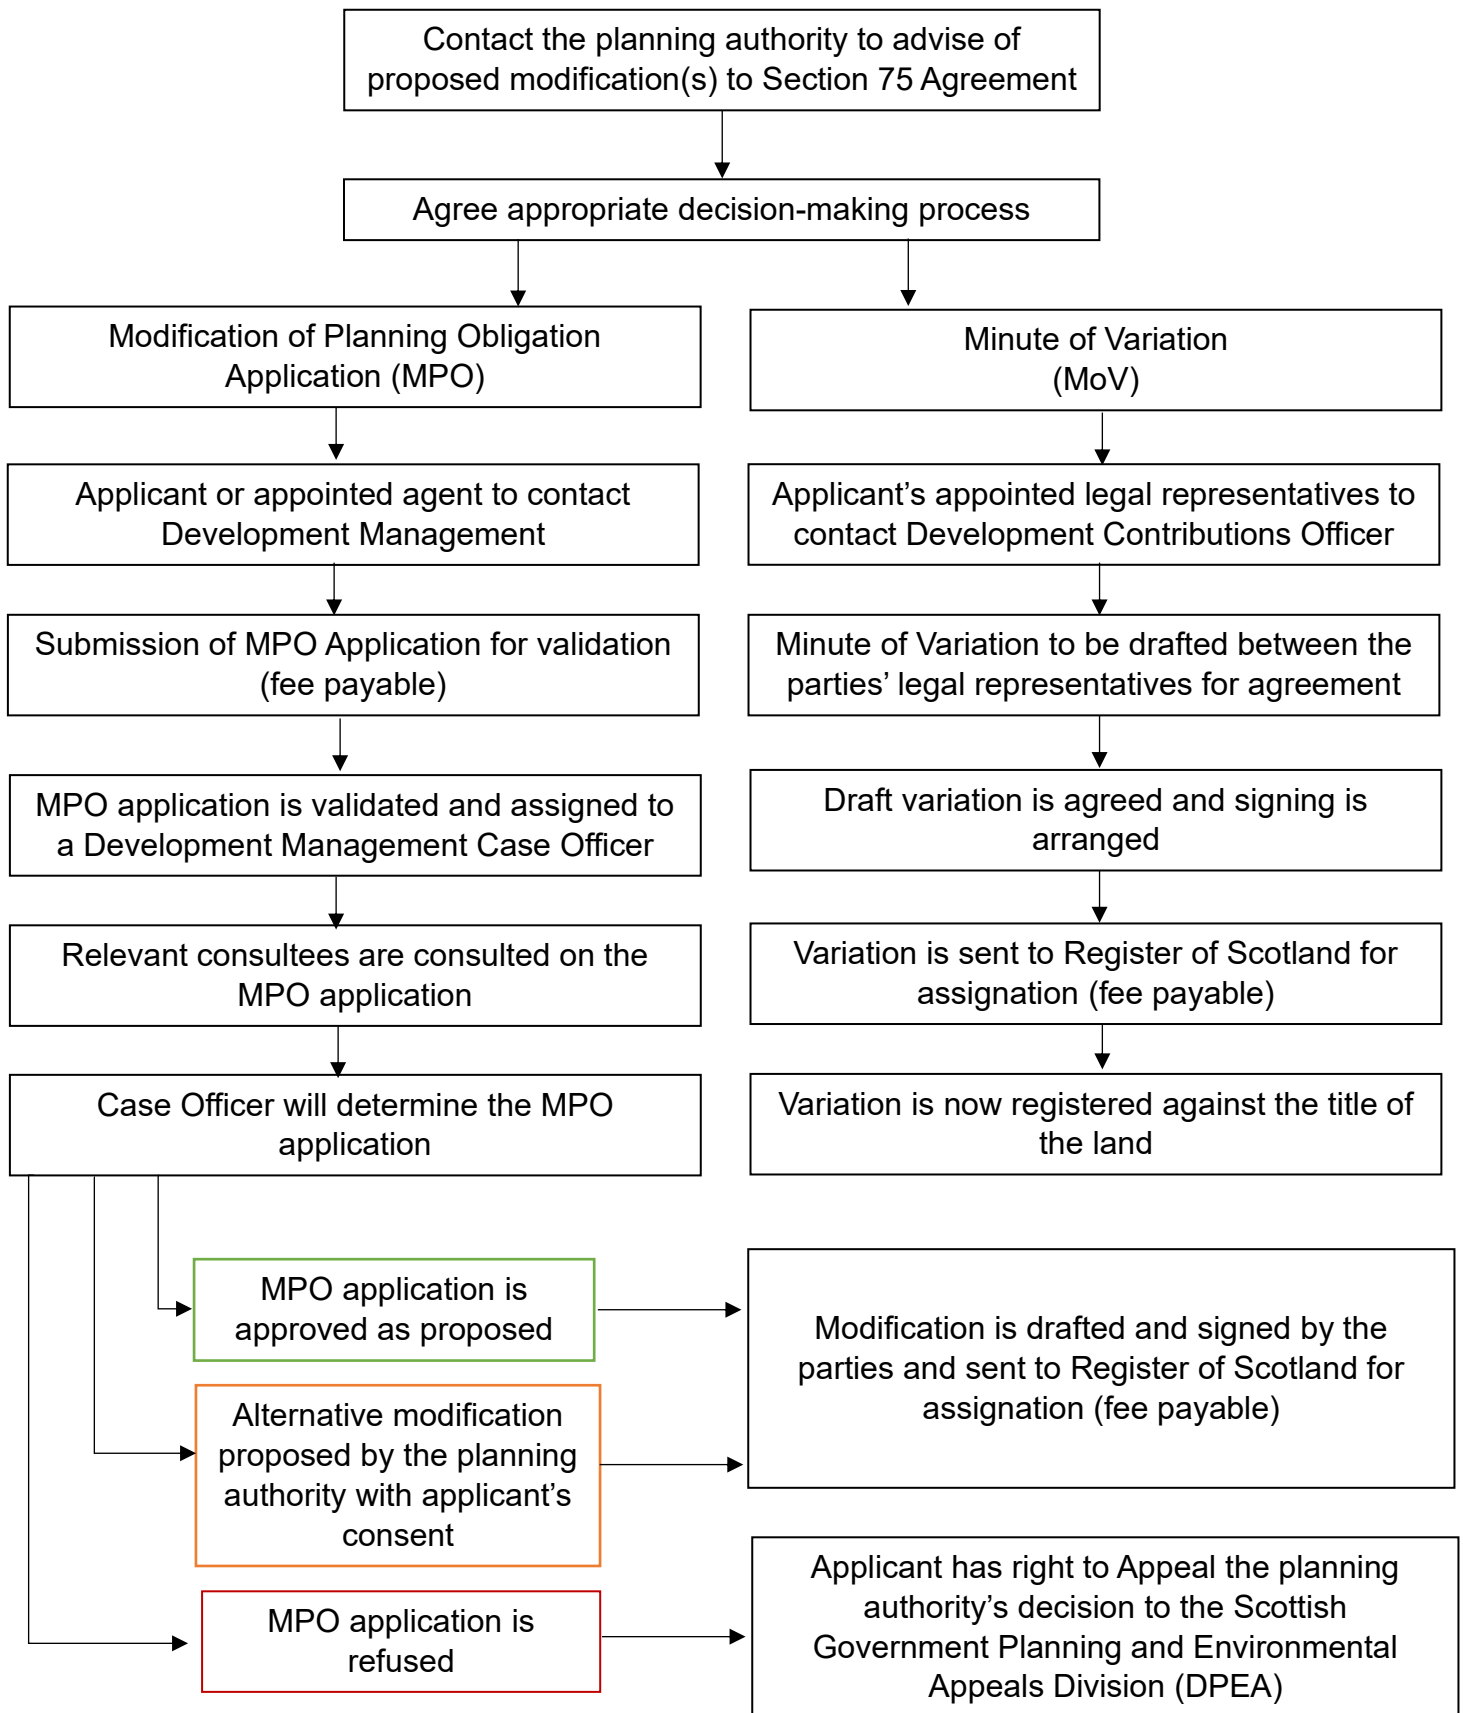 Contact the planning authority to advise of
proposed modification(s) to Section 75 Agreement
Agree appropriate decision-making process
Modification of Planning Obligation
Application (MPO)
Applicant or appointed agent to contact
Development Management
Submission of MPO Application for validation
(fee payable)
MPO application is validated and assigned to
a Development Management Case Officer
Relevant consultees are consulted on the
MPO application
Case Officer will determine the MPO
application
Minute of Variation
(MoV)
Applicant’s appointed legal representatives to
contact Development Contributions Officer
Minute of Variation to be drafted between the
parties’ legal representatives for agreement
Draft variation is agreed and signing is
arranged
Variation is sent to Register of Scotland for
assignation (fee payable)
Variation is now registered against the title of
the land
MPO application is
approved as proposed
Alternative modification
proposed by the planning
authority with applicant’s
consent
Modification is drafted and signed by the
parties and sent to Register of Scotland for
assignation (fee payable)
MPO application is
refused
Applicant has right to Appeal the planning
authority’s decision to the Scottish
Government Planning and Environmental
Appeals Division (DPEA)